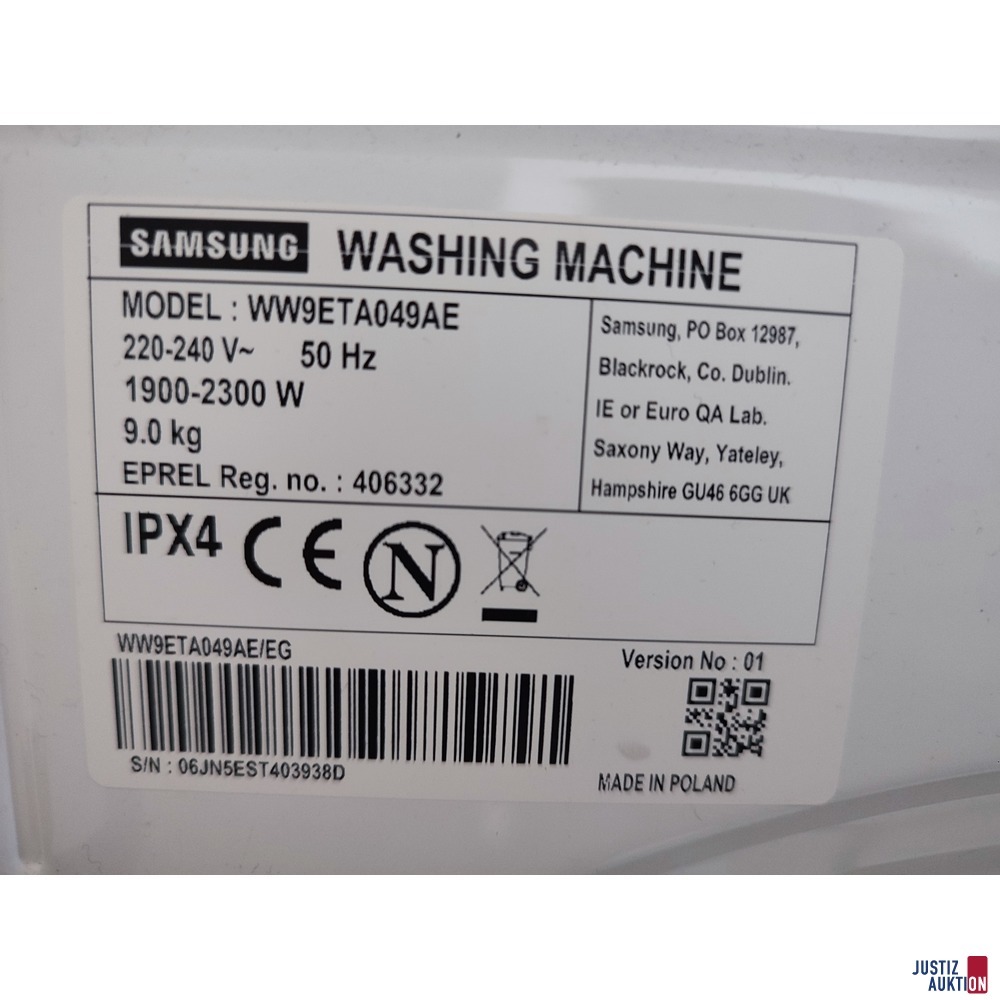 SAMSUNG WASHING MACHINE
MODEL : WW9ETA049AE
220-240 V~ 50 Hz
1900-2300 W
9.0 kg
EPREL Reg. no. : 406332
Samsung, PO Box 12987,
Blackrock, Co. Dublin.
IE or Euro QA Lab.
Saxony Way, Yateley,
Hampshire GU46 6GG UK
IPX4 CE N
WW9ETA049AE/EG
Version No : 01
S/N : 06JN5EST403938D
MADE IN POLAND
JUSTIZ
AUKTION